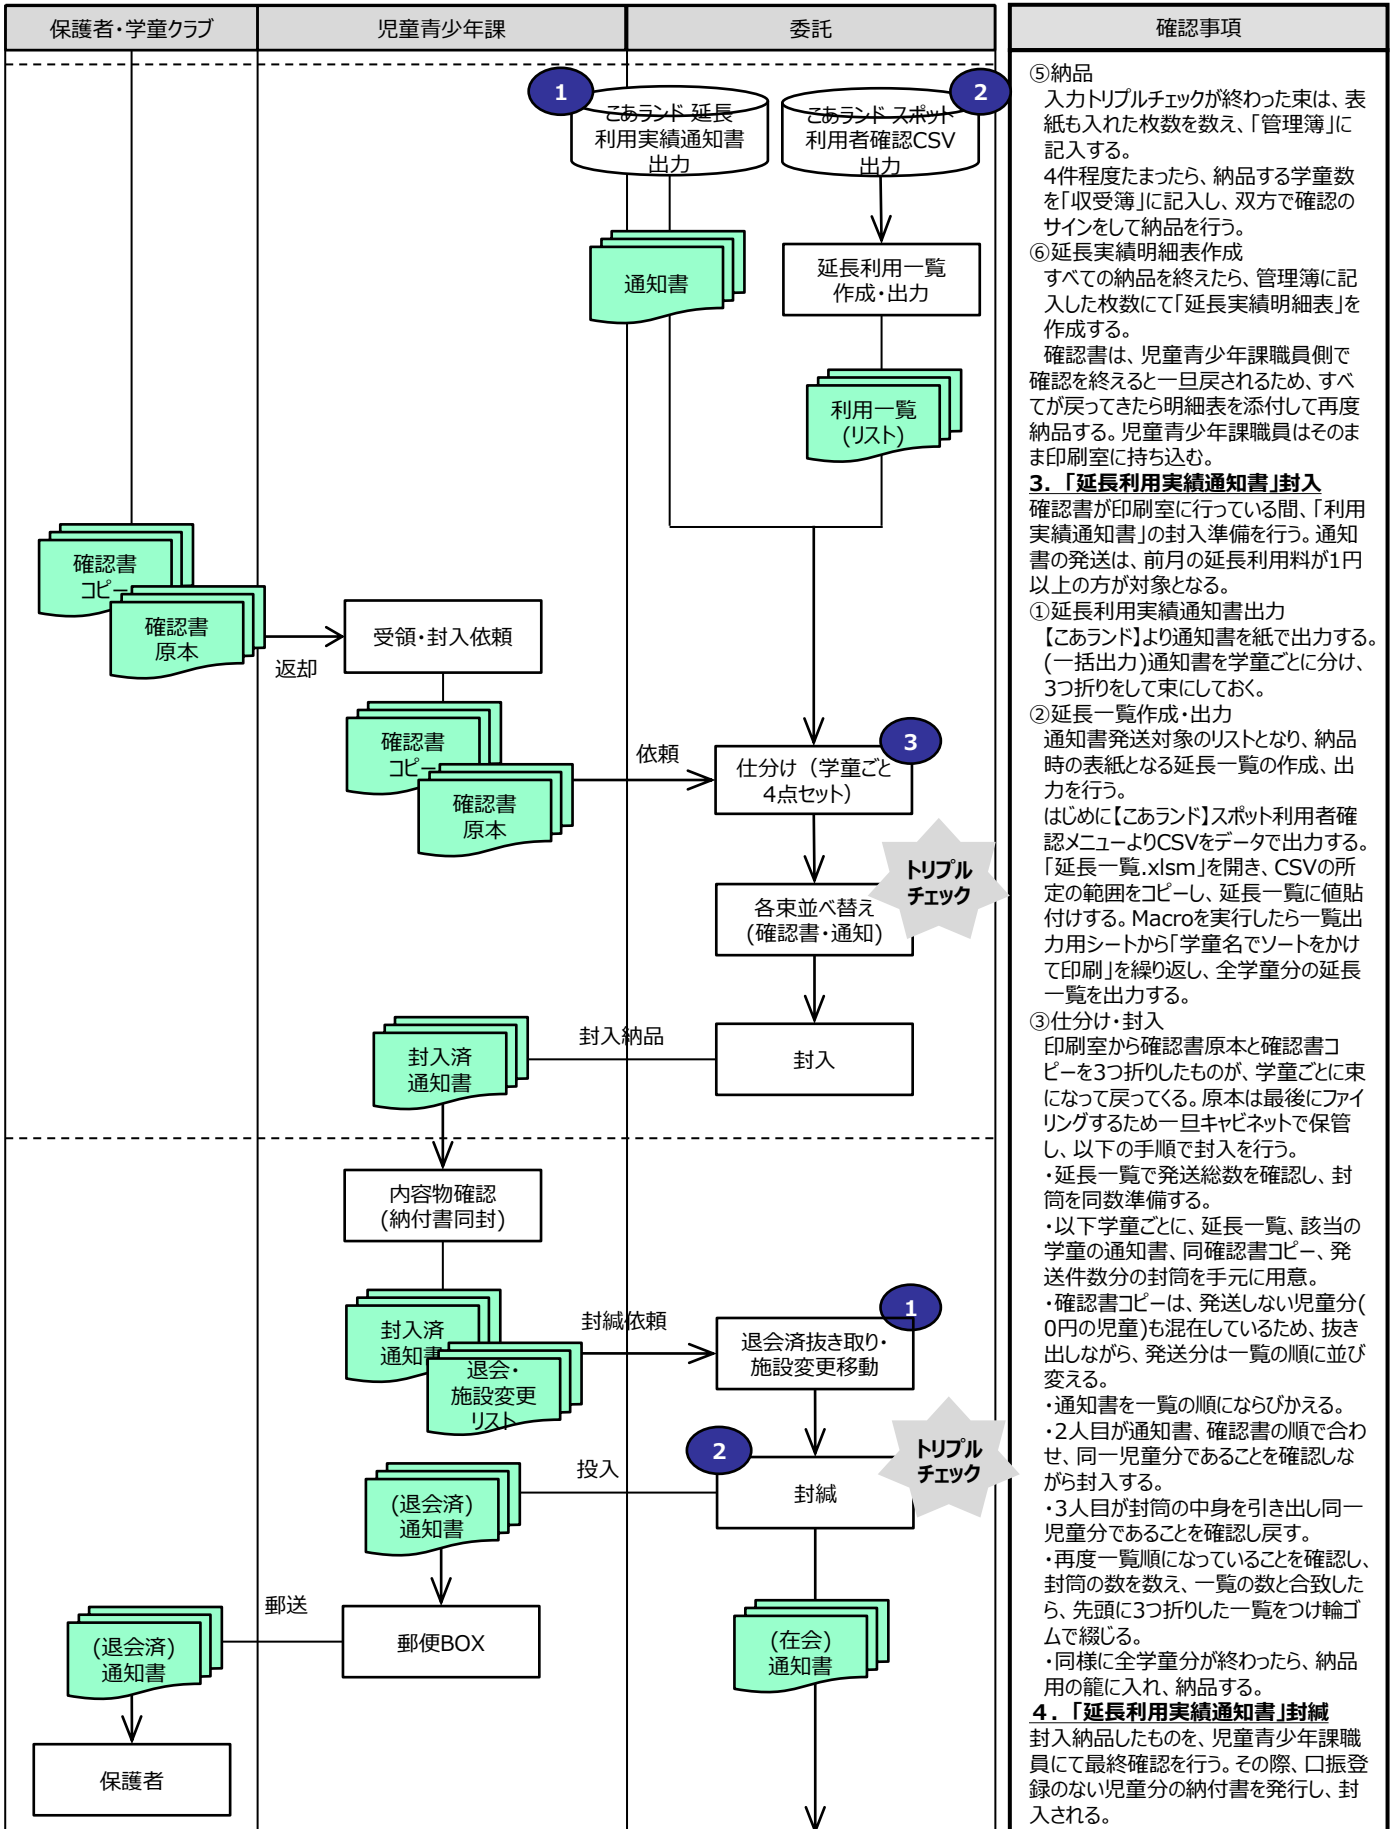 保護者・学童クラブ
児童青少年課
委託
確認事項
1
こあランド 延長
利用実績通知書
出力
2
こあランド スポット
利用者確認CSV
出力
通知書
延長利用一覧
作成・出力
利用一覧
(リスト)
確認書
コピー
確認書
原本
返却
受領・封入依頼
確認書
コピー
確認書
原本
依頼
3
仕分け（学童ごと
4点セット）
トリプル
チェック
各束並べ替え
(確認書・通知)
封入
封入納品
封入済
通知書
内容物確認
(納付書同封)
封入済
通知書
退会・
施設変更
リスト
封緘依頼
1
退会済抜き取り・
施設変更移動
トリプル
チェック
2
封緘
投入
(退会済)
通知書
郵便BOX
郵送
(退会済)
通知書
保護者
(在会)
通知書
⑤納品
入力トリプルチェックが終わった束は、表
紙も入れた枚数を数え、「管理簿」に
記入する。
4件程度たまったら、納品する学童数
を「収受簿」に記入し、双方で確認の
サインをして納品を行う。
⑥延長実績明細表作成
すべての納品を終えたら、管理簿に記
入した枚数にて「延長実績明細表」を
作成する。
確認書は、児童青少年課職員側で
確認を終えると一旦戻されるため、すべ
てが戻ってきたら明細表を添付して再度
納品する。児童青少年課職員はそのま
ま印刷室に持ち込む。
3．「延長利用実績通知書」封入
確認書が印刷室に行っている間、「利用
実績通知書」の封入準備を行う。通知
書の発送は、前月の延長利用料が1円
以上の方が対象となる。
①延長利用実績通知書出力
【こあランド】より通知書を紙で出力する。
(一括出力)通知書を学童ごとに分け、
3つ折りをして束にしておく。
②延長一覧作成・出力
通知書発送対象のリストとなり、納品
時の表紙となる延長一覧の作成、出
力を行う。
はじめに【こあランド】スポット利用者確
認メニューよりCSVをデータで出力する。
「延長一覧.xlsm」を開き、CSVの所
定の範囲をコピーし、延長一覧に値貼
付けする。Macroを実行したら一覧出
力用シートから「学童名でソートをかけ
て印刷」を繰り返し、全学童分の延長
一覧を出力する。
③仕分け・封入
印刷室から確認書原本と確認書コ
ピーを3つ折りしたものが、学童ごとに束
になって戻ってくる。原本は最後にファイ
リングするため一旦キャビネットで保管
し、以下の手順で封入を行う。
・延長一覧で発送総数を確認し、封
筒を同数準備する。
・以下学童ごとに、延長一覧、該当の
学童の通知書、同確認書コピー、発
送件数分の封筒を手元に用意。
・確認書コピーは、発送しない児童分(
0円の児童)も混在しているため、抜き
出しながら、発送分は一覧の順に並び
変える。
・通知書を一覧の順にならびかえる。
・2人目が通知書、確認書の順で合わ
せ、同一児童分であることを確認しな
がら封入する。
・3人目が封筒の中身を引き出し同一
児童分であることを確認し戻す。
・再度一覧順になっていることを確認し、
封筒の数を数え、一覧の数と合致した
ら、先頭に3つ折りした一覧をつけ輪ゴ
ムで綴じる。
・同様に全学童分が終わったら、納品
用の籠に入れ、納品する。
４．「延長利用実績通知書」封緘
封入納品したものを、児童青少年課職
員にて最終確認を行う。その際、口振登
録のない児童分の納付書を発行し、封
入される。